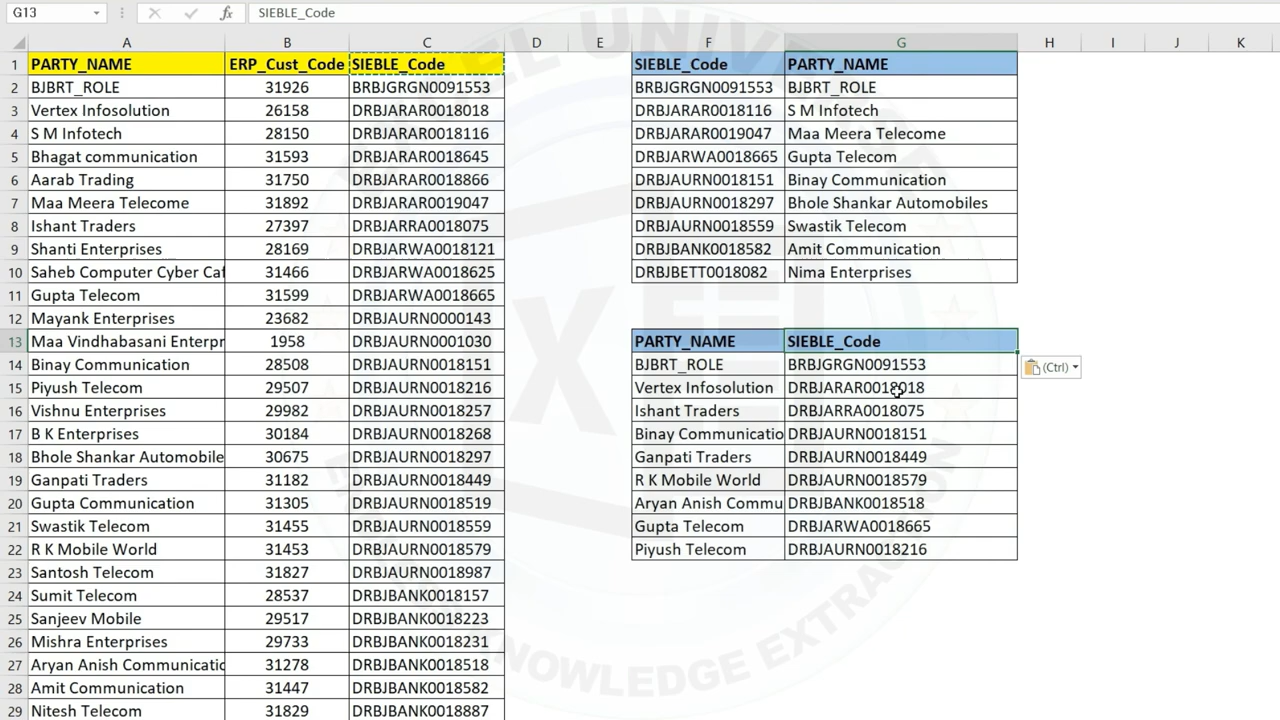 G13 SIEBLE_Code
A B C D E F G H I J K
1 PARTY_NAME ERP_Cust_Code SIEBLE_Code SIEBLE_Code PARTY_NAME
2 BJBRT_ROLE 31926 BRBJGRGN0091553 BRBJGRGN0091553 BJBRT_ROLE
3 Vertex Infosolution 26158 DRBJARAR0018018 DRBJARAR0018116 S M Infotech
4 S M Infotech 28150 DRBJARAR0018116 DRBJARAR0019047 Maa Meera Telecome
5 Bhagat communication 31593 DRBJARAR0018645 DRBJARWA0018665 Gupta Telecom
6 Aarab Trading 31750 DRBJARAR0018866 DRBJAURN0018151 Binay Communication
7 Maa Meera Telecome 31892 DRBJARAR0019047 DRBJAURN0018297 Bhole Shankar Automobiles
8 Ishant Traders 27397 DRBJARRA0018075 DRBJAURN0018559 Swastik Telecom
9 Shanti Enterprises 28169 DRBJARWA0018121 DRBJBANK0018582 Amit Communication
10 Saheb Computer Cyber Caf 31466 DRBJARWA0018625 DRBJBETT0018082 Nima Enterprises
11 Gupta Telecom 31599 DRBJARWA0018665
12 Mayank Enterprises 23682 DRBJAURN0000143
13 Maa Vindhabasani Enterpr 1958 DRBJAURN0001030 PARTY_NAME SIEBLE_Code
14 Binay Communication 28508 DRBJAURN0018151 BJBRT_ROLE BRBJGRGN0091553 (Ctrl)
15 Piyush Telecom 29507 DRBJAURN0018216 Vertex Infosolution DRBJARAR0018018
16 Vishnu Enterprises 29982 DRBJAURN0018257 Ishant Traders DRBJARRA0018075
17 B K Enterprises 30184 DRBJAURN0018268 Binay Communicatio DRBJAURN0018151
18 Bhole Shankar Automobile 30675 DRBJAURN0018297 Ganpati Traders DRBJAURN0018449
19 Ganpati Traders 31182 DRBJAURN0018449 R K Mobile World DRBJAURN0018579
20 Gupta Communication 31305 DRBJAURN0018519 Aryan Anish Commu DRBJBANK0018518
21 Swastik Telecom 31455 DRBJAURN0018559 Gupta Telecom DRBJARWA0018665
22 R K Mobile World 31453 DRBJAURN0018579 Piyush Telecom DRBJAURN0018216
23 Santosh Telecom 31827 DRBJAURN0018987
24 Sumit Telecom 28537 DRBJBANK0018157
25 Sanjeev Mobile 29517 DRBJBANK0018223
26 Mishra Enterprises 29733 DRBJBANK0018231
27 Aryan Anish Communicatio 31278 DRBJBANK0018518
28 Amit Communication 31447 DRBJBANK0018582
29 Nitesh Telecom 31829 DRBJBANK0018887
KNOWLEDGE EXTRACTION